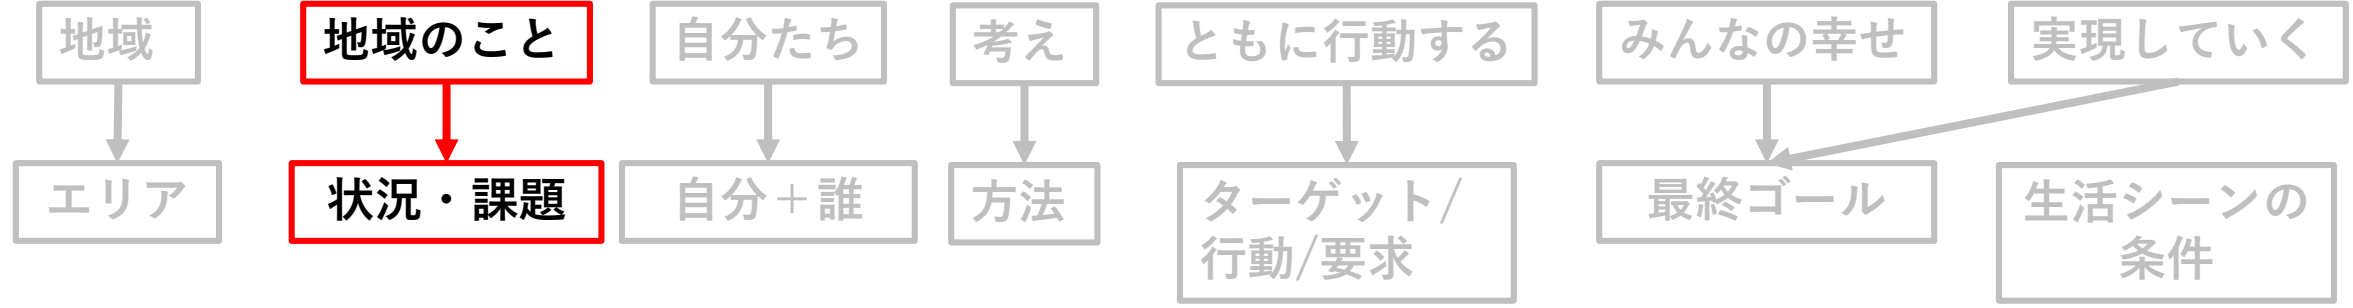 地域
地域のこと
自分たち
考え
ともに行動する
みんなの幸せ
実現していく
エリア
状況・課題
自分＋誰
方法
ターゲット/
行動/要求
最終ゴール
生活シーンの
条件